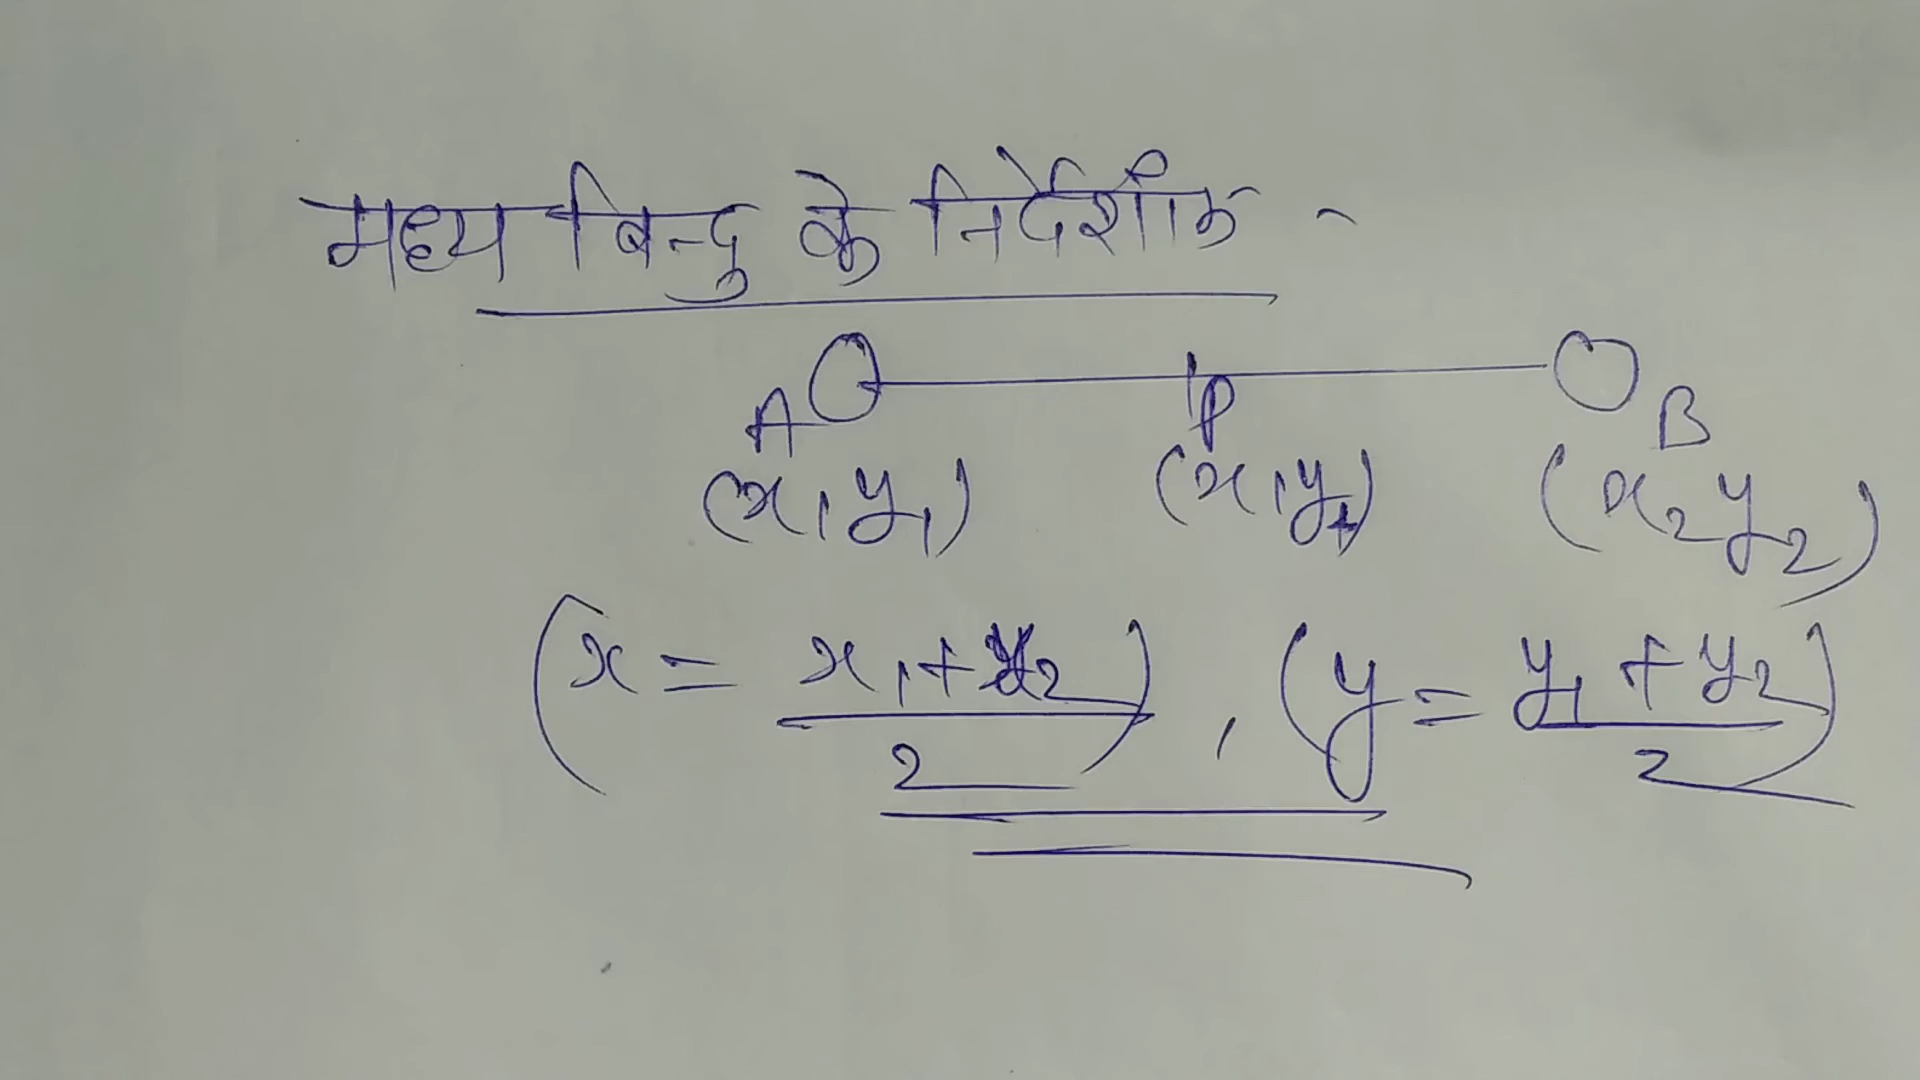 मध्य बिन्दु के निर्देशांक -
A P B
(x₁ y₁) (x, y) (x₂ y₂)
(x = x₁ + x₂ / 2), (y = y₁ + y₂ / 2)